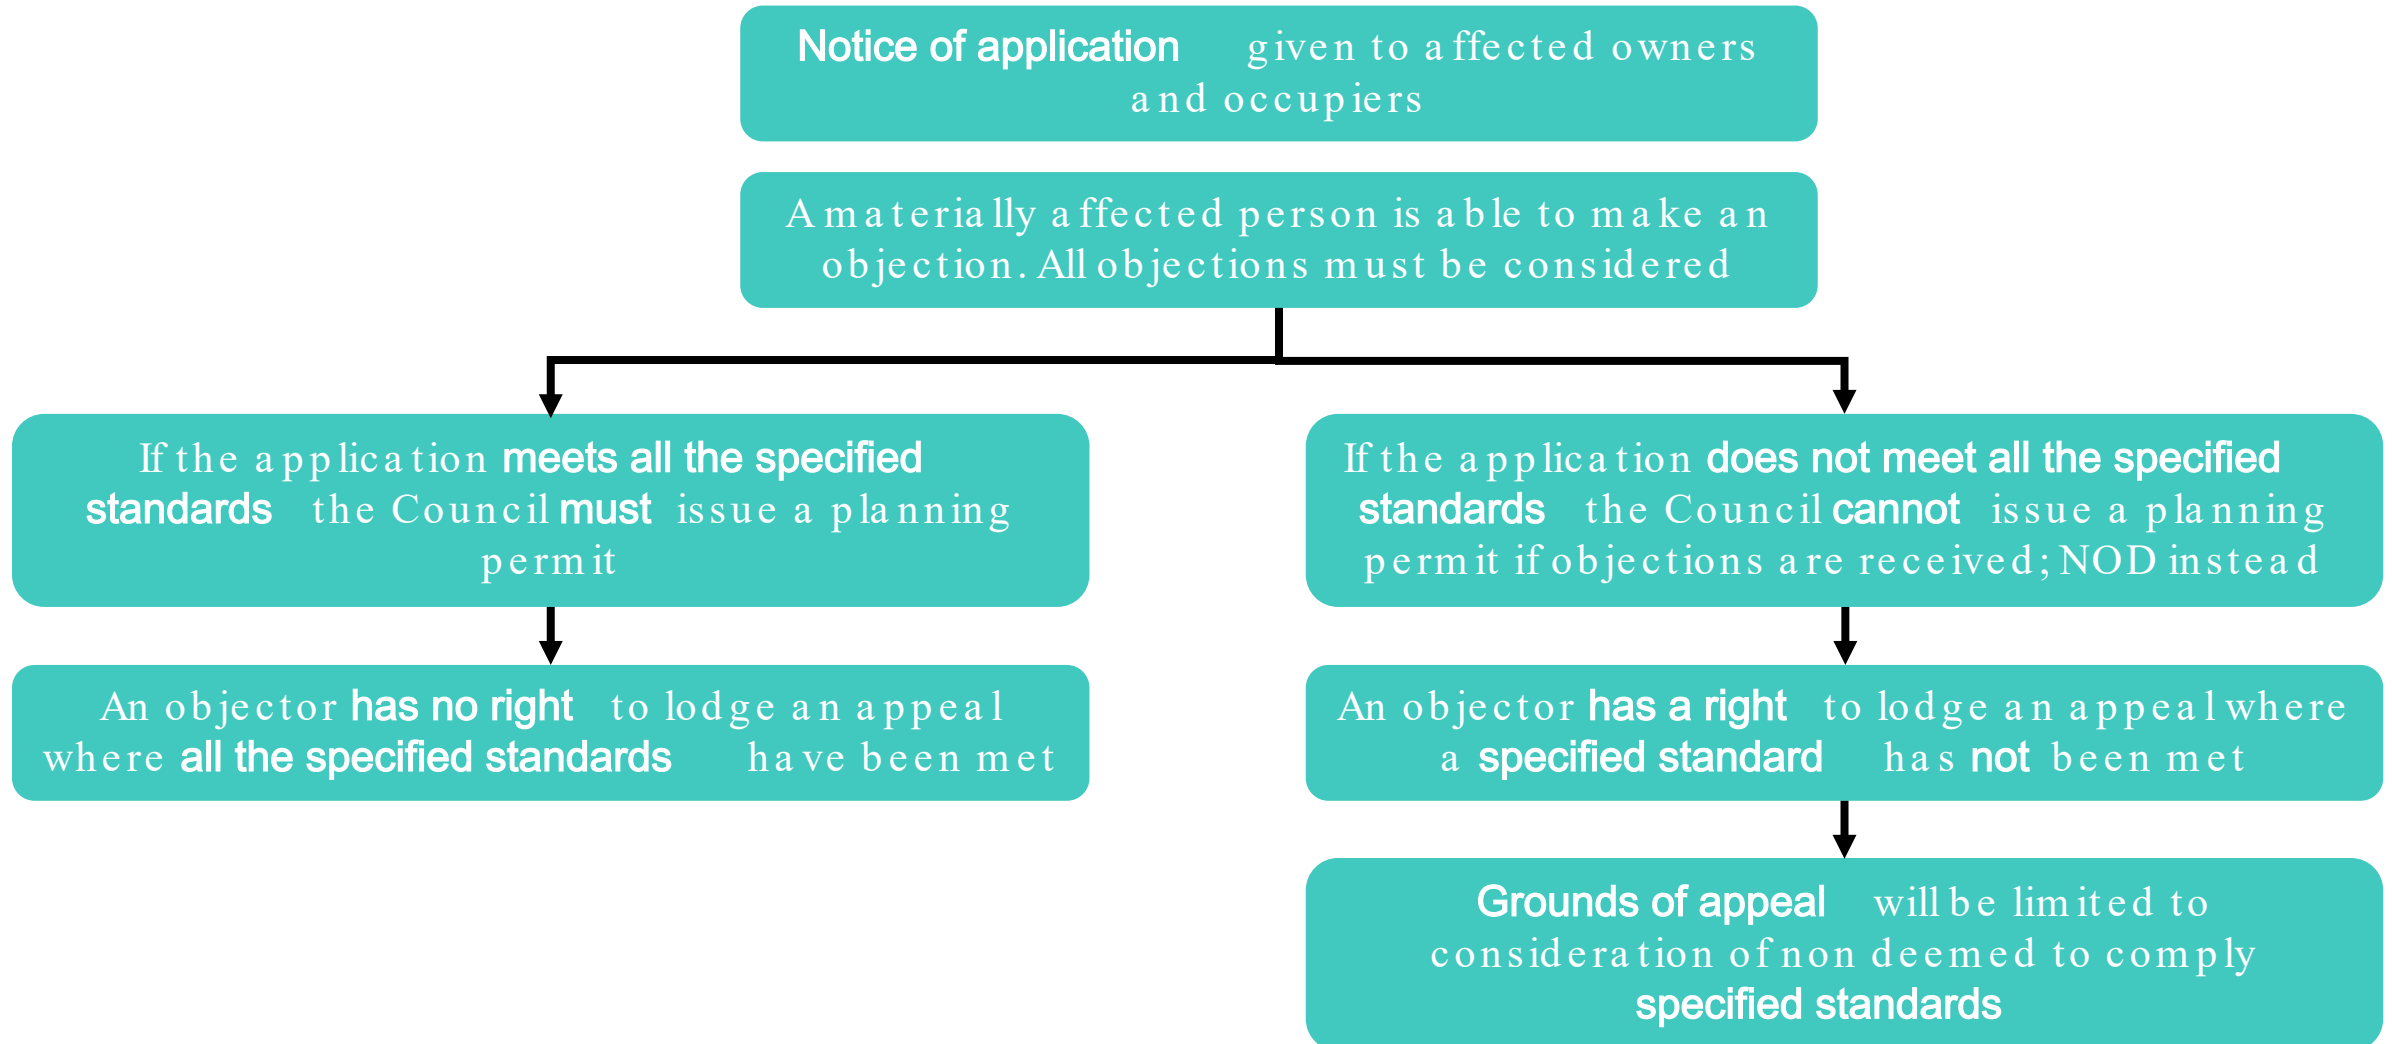 Notice of application given to affected owners
and occupiers
A materially affected person is able to make an
objection. All objections must be considered
If the application meets all the specified
standards the Council must issue a planning
permit
If the application does not meet all the specified
standards the Council cannot issue a planning
permit if objections are received; NOD instead
An objector has no right to lodge an appeal
where all the specified standards have been met
An objector has a right to lodge an appeal where
a specified standard has not been met
Grounds of appeal will be limited to
consideration of non deemed to comply
specified standards